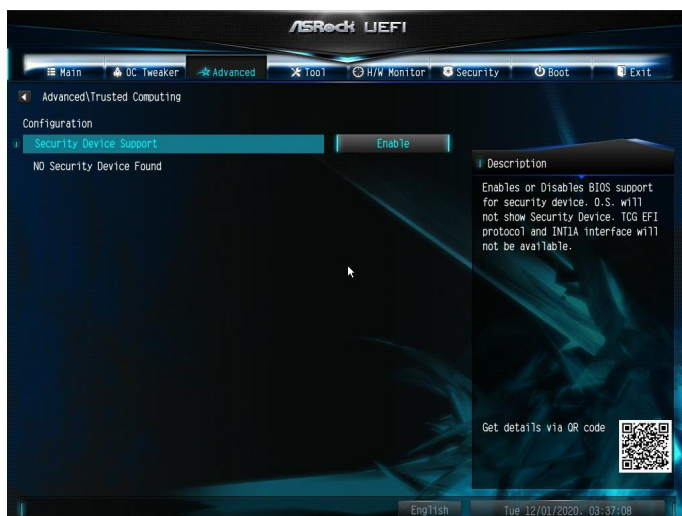 ASRock UEFI
Main OC Tweaker Advanced Tool H/W Monitor Security Boot Exit
Advanced\Trusted Computing
Configuration
Security Device Support Enable
NO Security Device Found
Description
Enables or Disables BIOS support
for security device. O.S. will
not show Security Device. TCG EFI
protocol and INT1A interface will
not be available.
Get details via QR code
English Tue 12/01/2020. 03:37:08